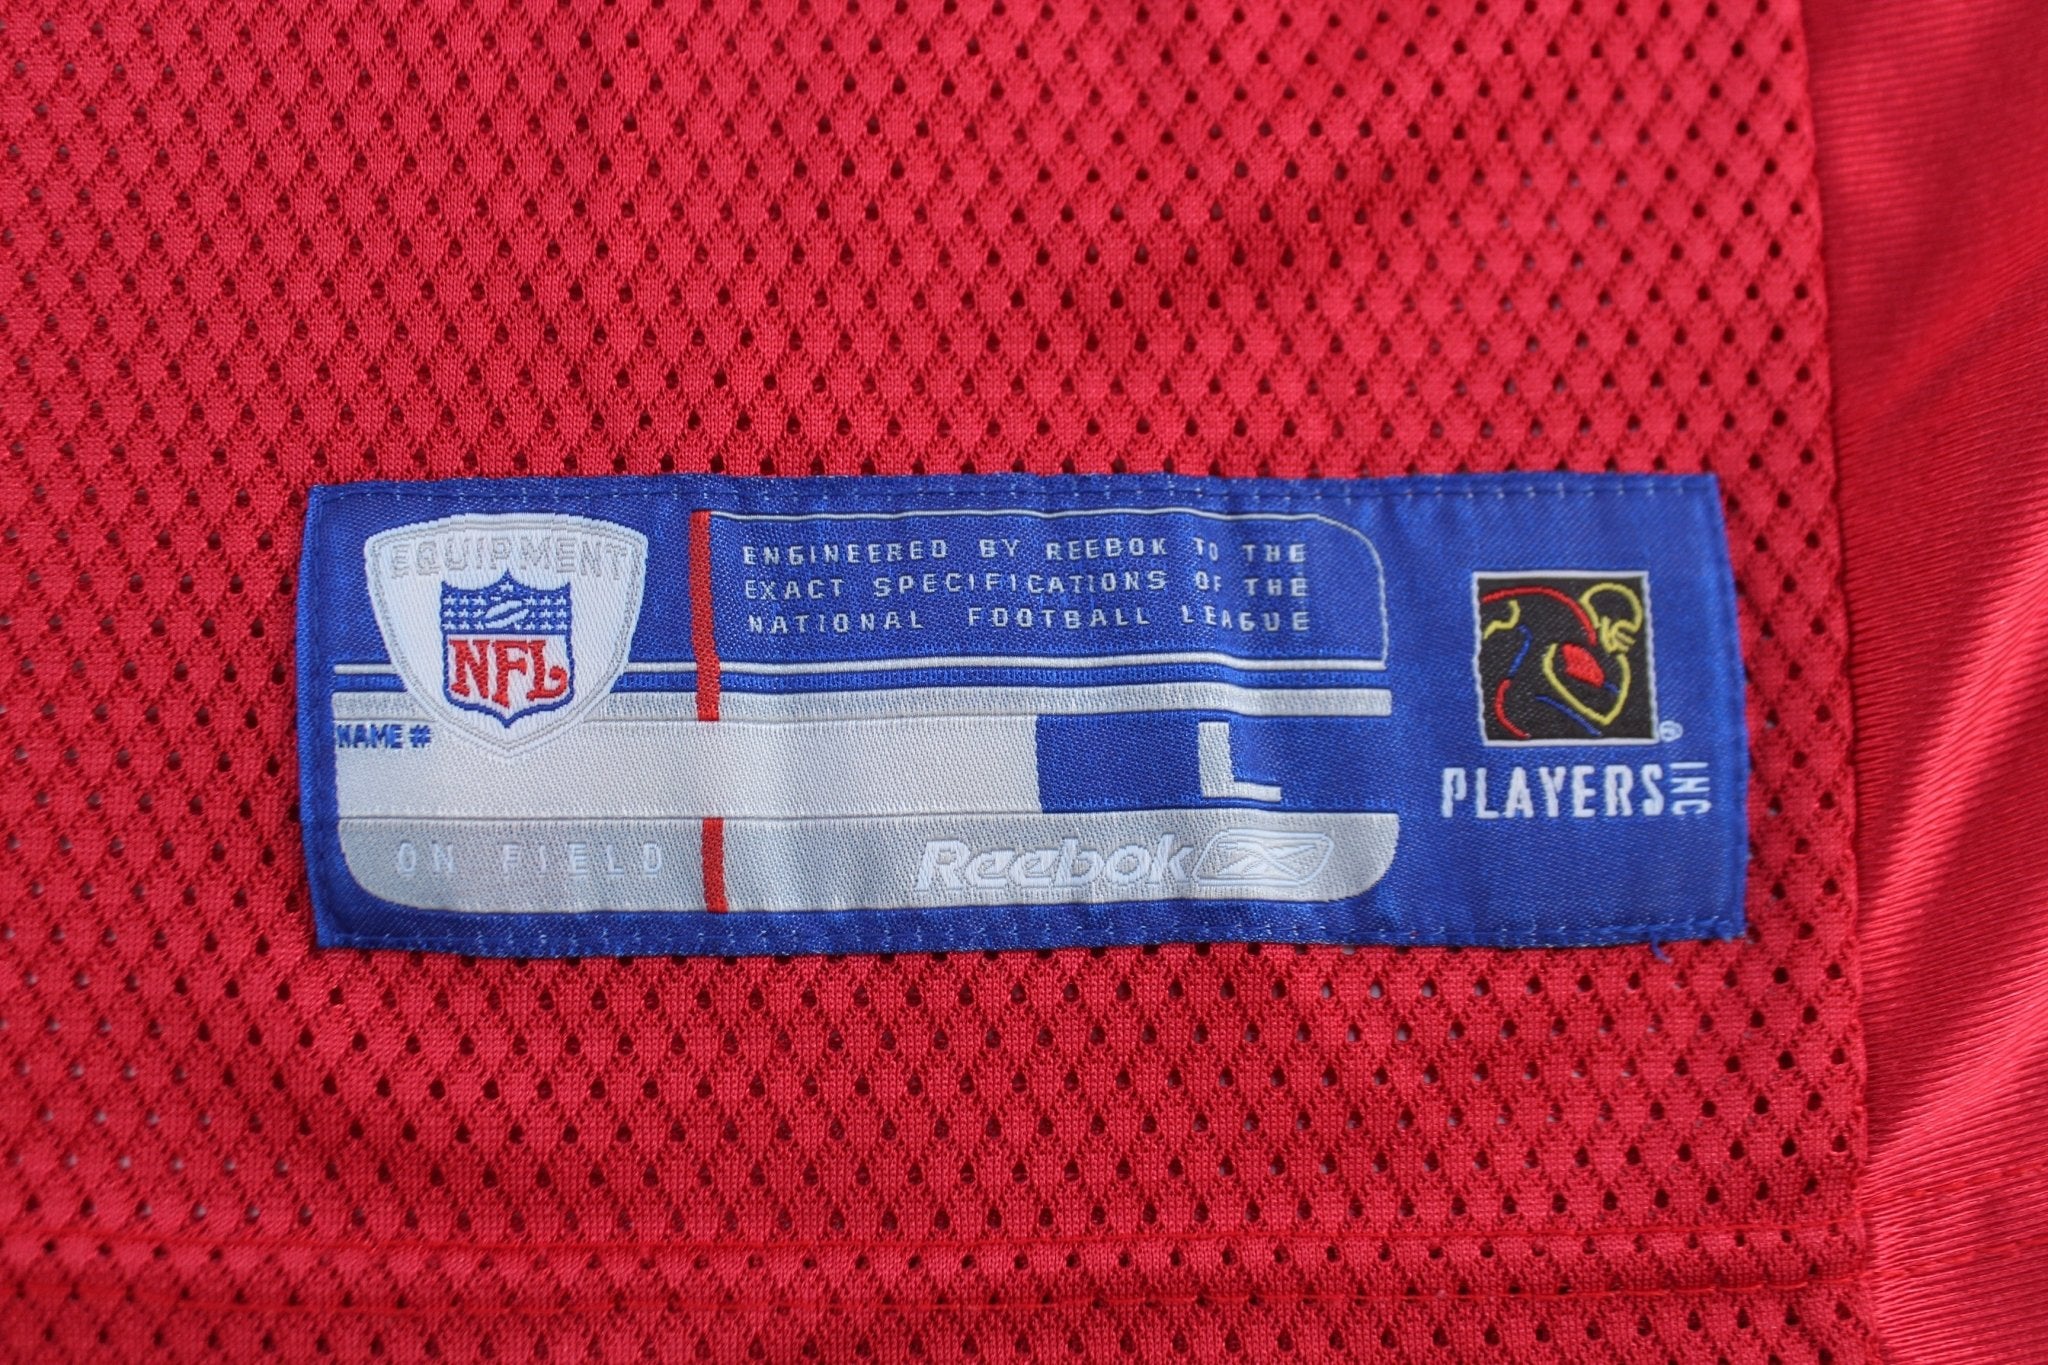 EQUIPMENT
NFL
ENGINEERED BY REEBOK TO THE
EXACT SPECIFICATIONS OF THE
NATIONAL FOOTBALL LEAGUE
NAME #
L
ON FIELD
Reebok
®
PLAYERS INC